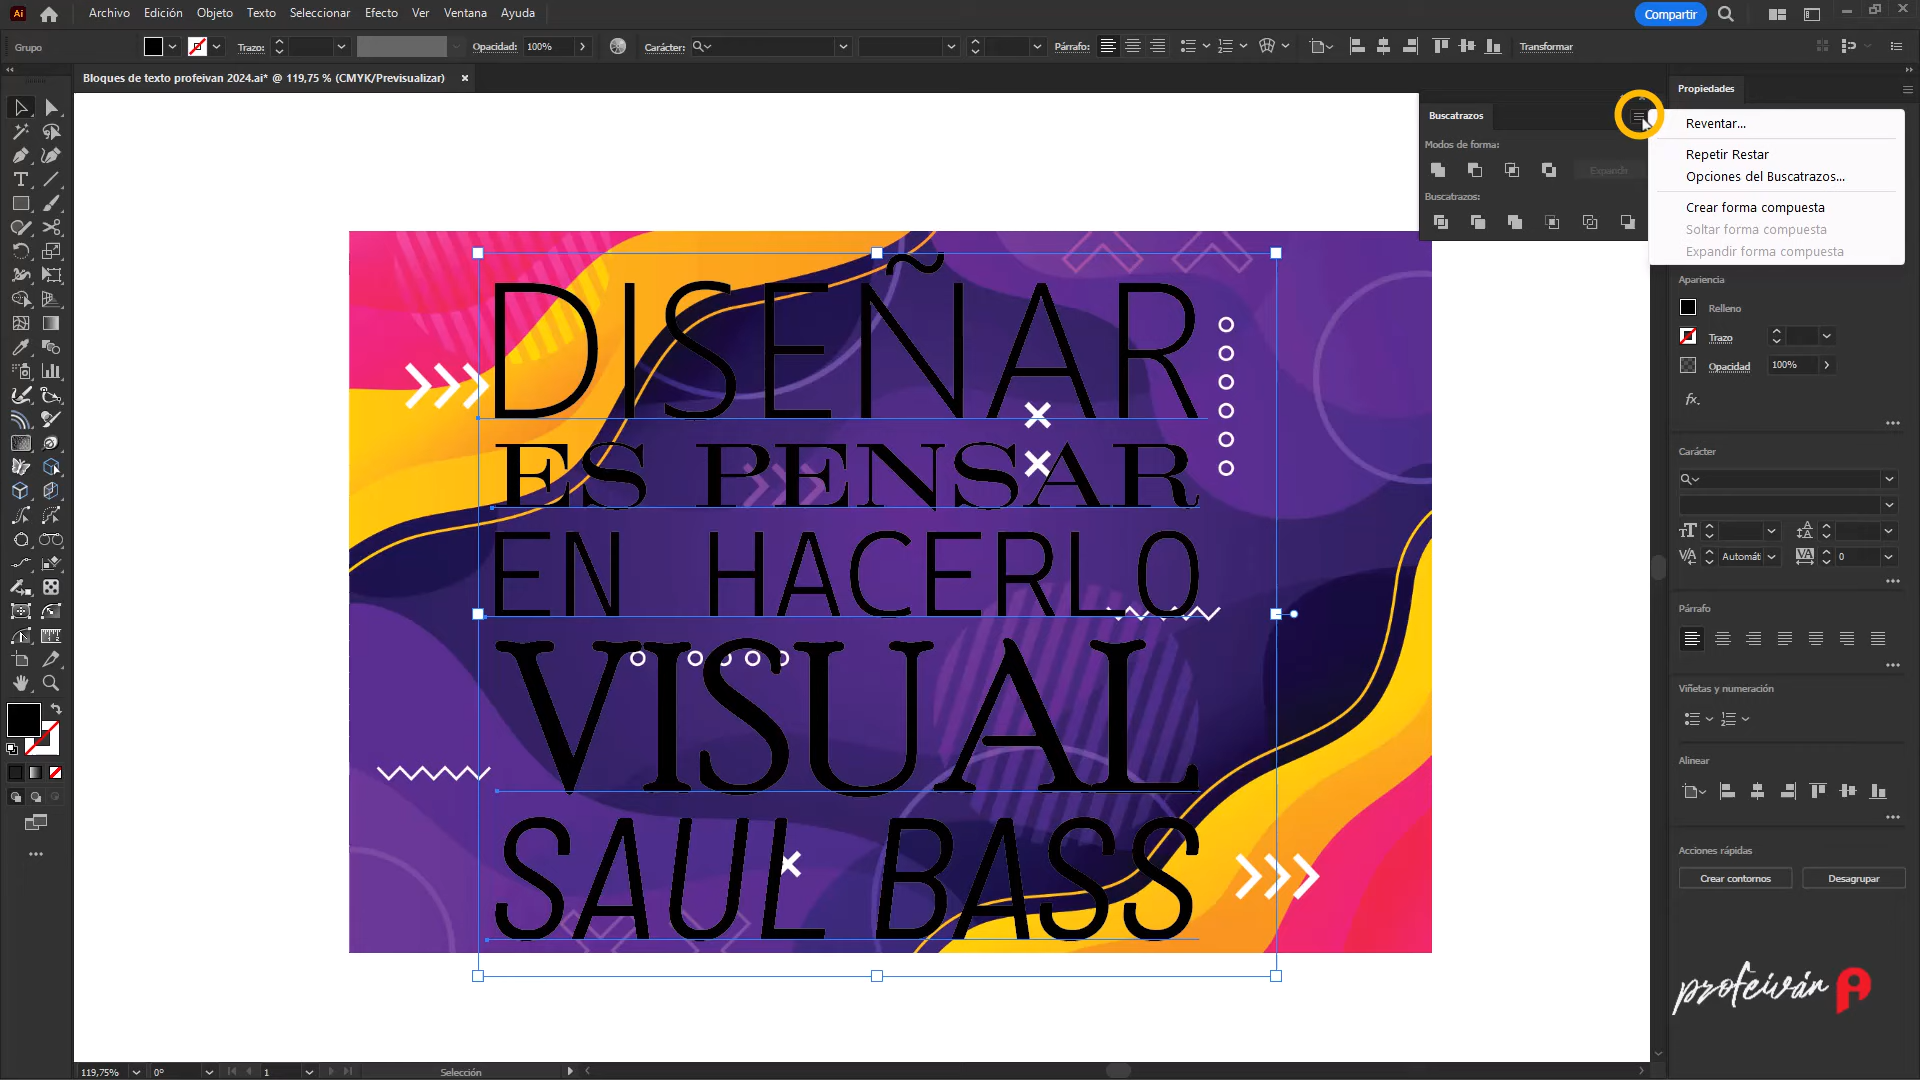 Ai Archivo Edición Objeto Texto Seleccionar Efecto Ver Ventana Ayuda Compartir
Grupo Trazo: Opacidad: 100% Carácter: Párrafo: Transformar
Bloques de texto profeivan 2024.ai* @ 119,75 % (CMYK/Previsualizar) ×
Buscatrazos
Modos de forma:
Expandir
Buscatrazos:
Reventar...
Repetir Restar
Opciones del Buscatrazos...
Crear forma compuesta
Soltar forma compuesta
Expandir forma compuesta
DISEÑAR
ES PENSAR
EN HACERLO
VISUAL
SAUL BASS
Propiedades
Apariencia
Relleno
Trazo
Opacidad 100%
fx.
Carácter
Automáti 0
Párrafo
Viñetas y numeración
Alinear
Acciones rápidas
Crear contornos Desagrupar
profeiván
119,75% 0° 1 Selección